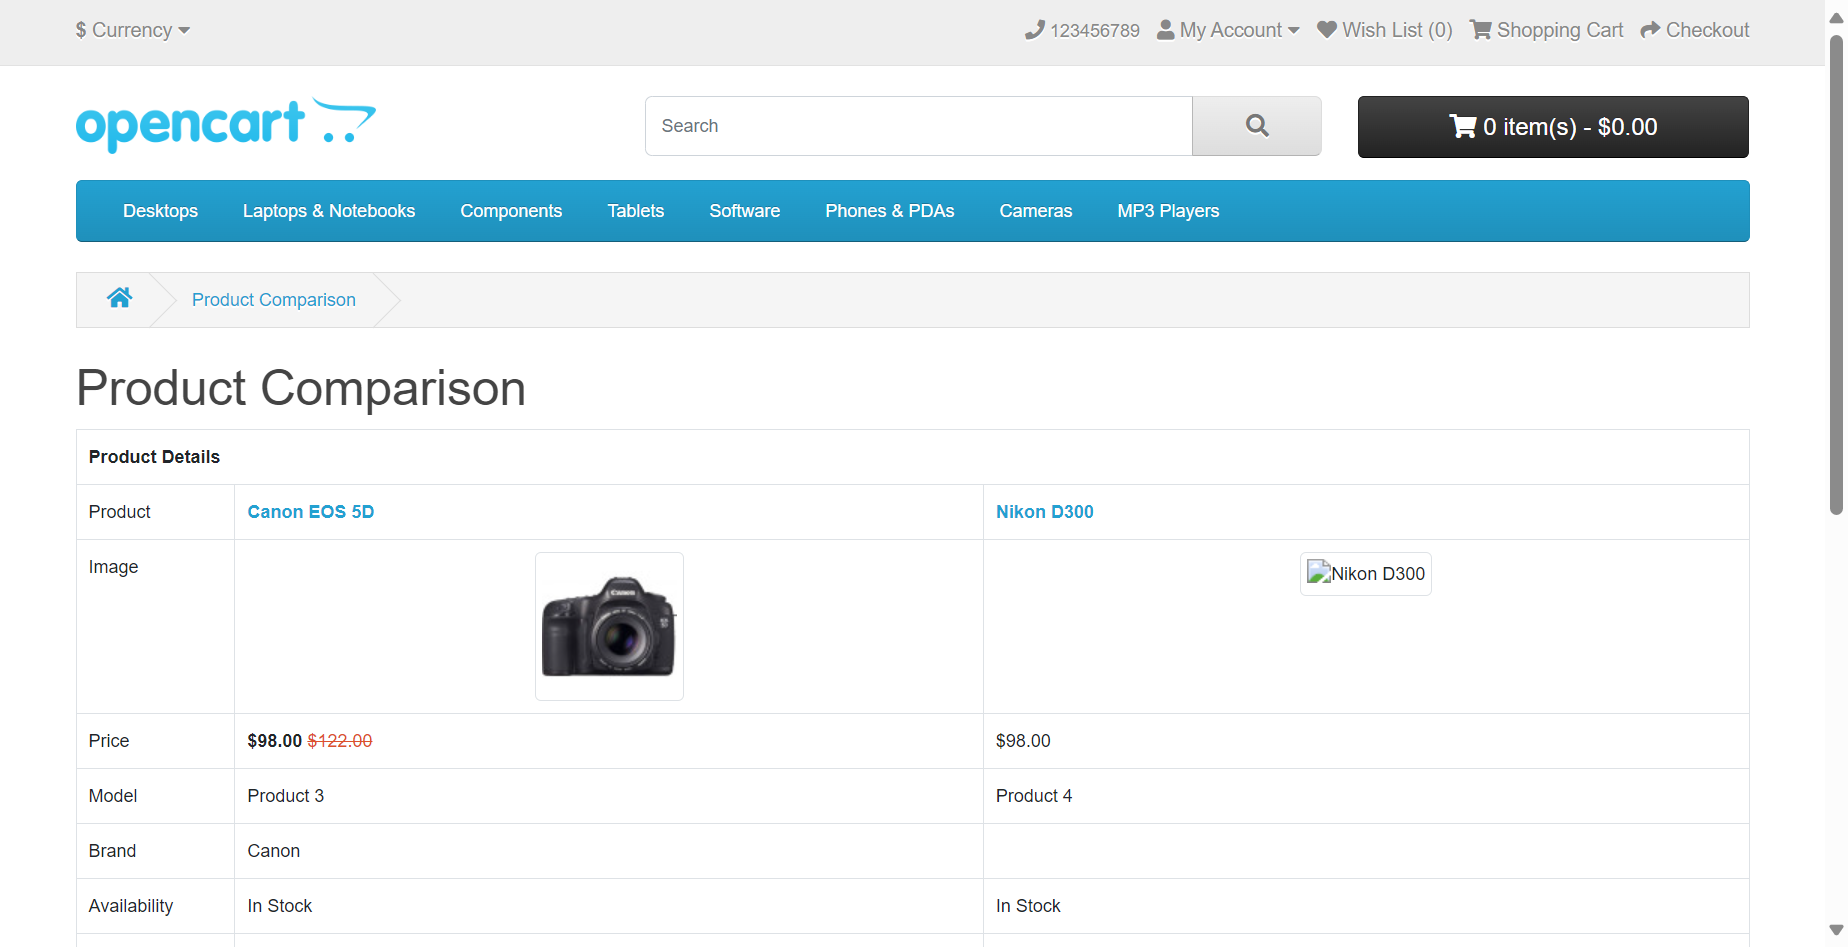 $ Currency
123456789 My Account Wish List (0) Shopping Cart Checkout
opencart
Search
0 item(s) - $0.00
Desktops Laptops & Notebooks Components Tablets Software Phones & PDAs Cameras MP3 Players
Product Comparison
Product Comparison
Product Details
Product Canon EOS 5D Nikon D300
Image Nikon D300
Canon
Price $98.00 $122.00 $98.00
Model Product 3 Product 4
Brand Canon
Availability In Stock In Stock